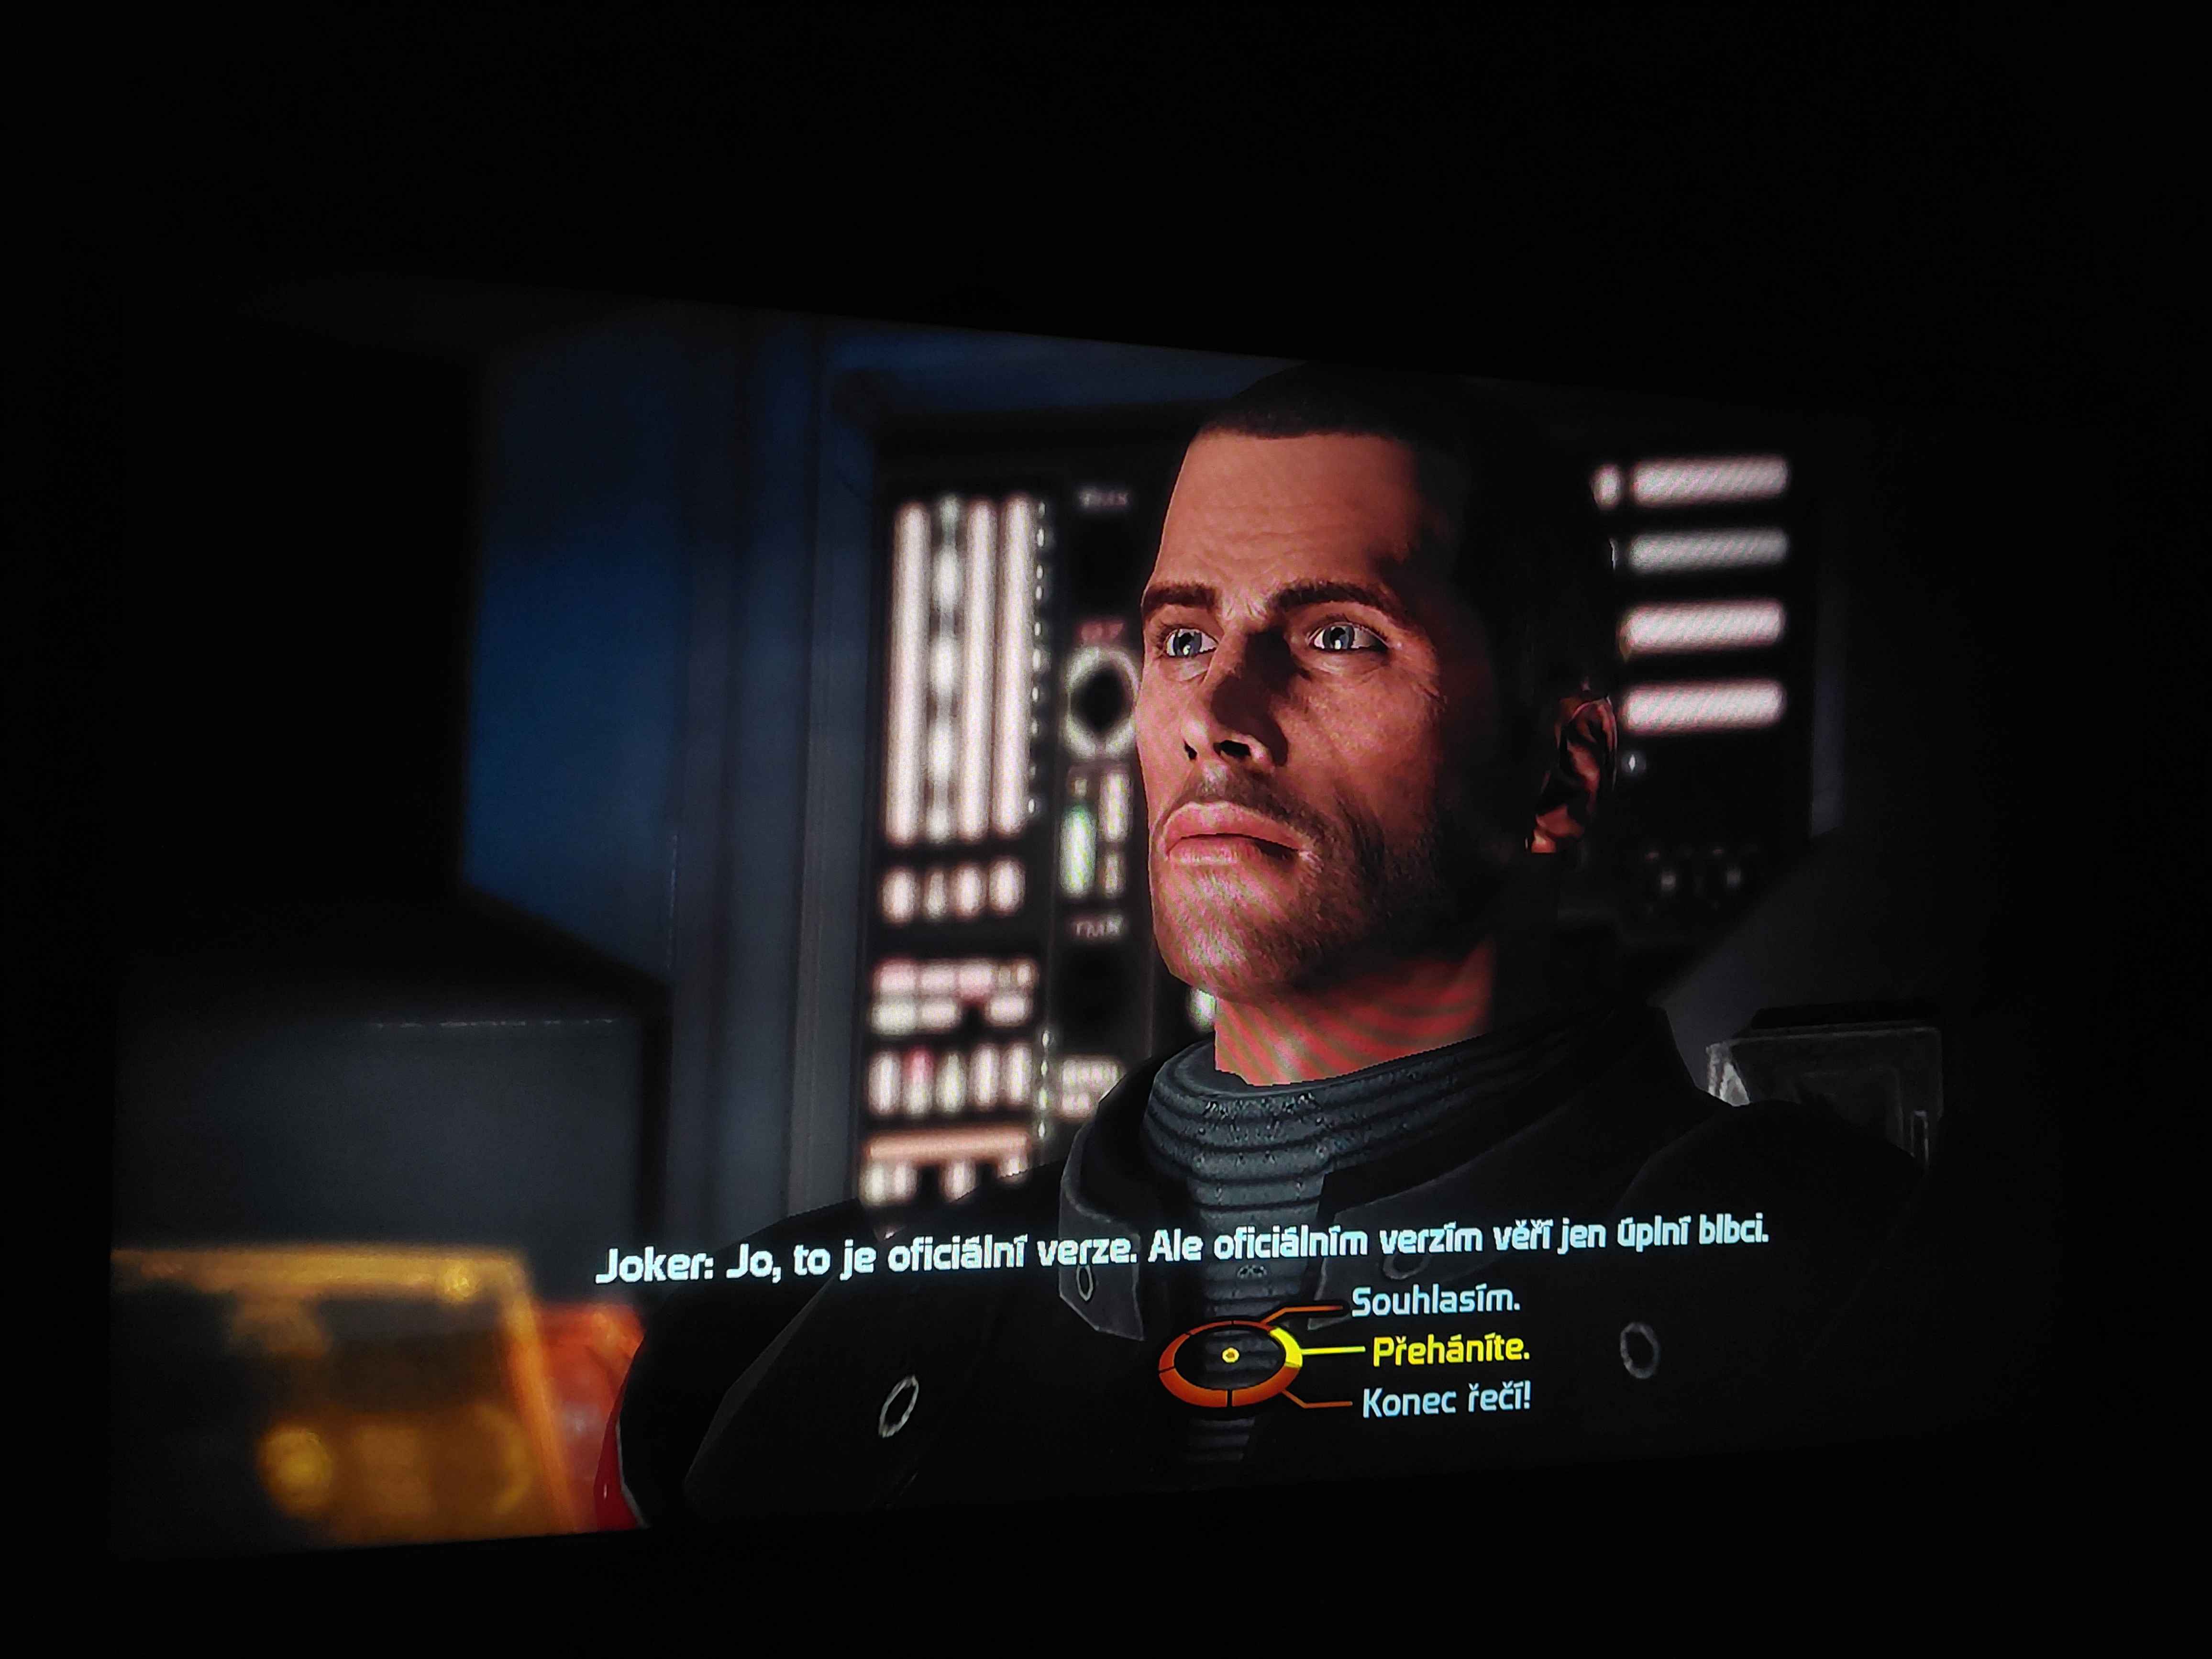 Joker: Jo, to je oficiální verze. Ale oficiálním verzím věří jen úplní blbci.
Souhlasím.
Přeháníte.
Konec řečí!